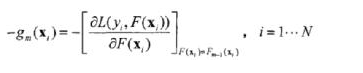 -g_m(𝐱_i) = -[∂L(y_i, F(𝐱_i)) / ∂F(𝐱_i)]_{F(𝐱_i)=F_{m-1}(𝐱_i)} , i = 1⋯N